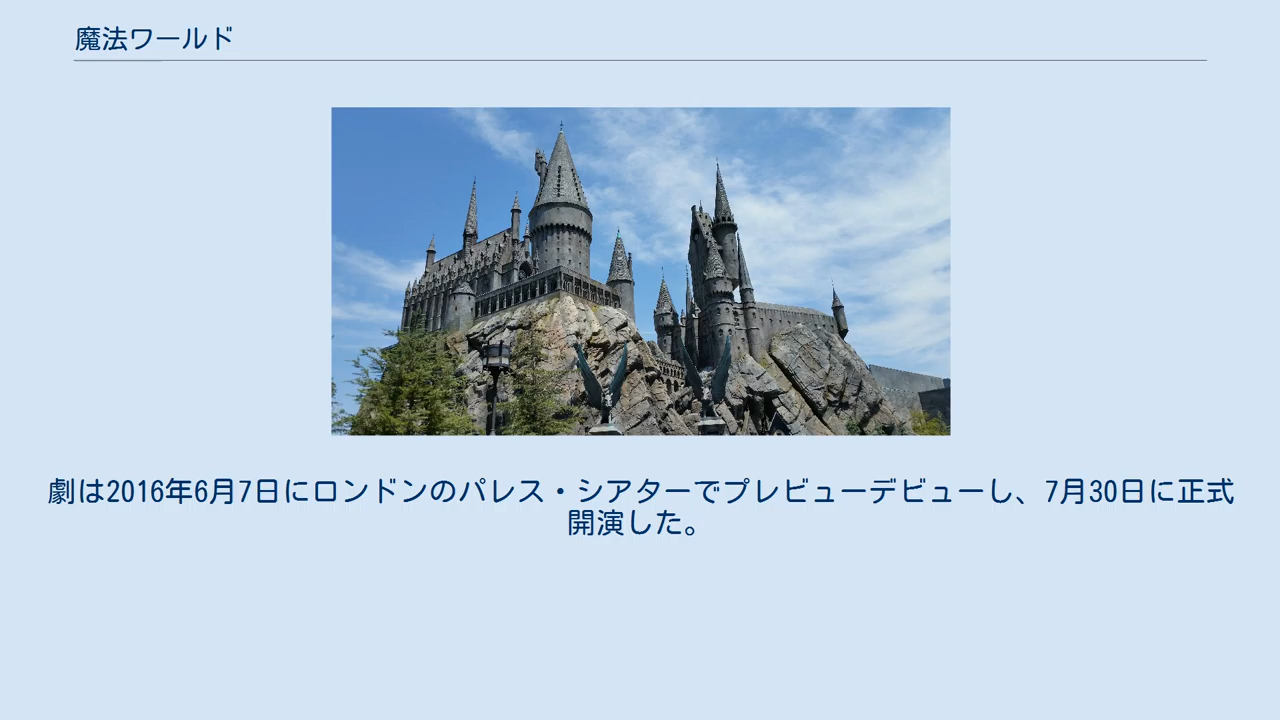 魔法ワールド
劇は2016年6月7日にロンドンのパレス・シアターでプレビューデビューし、7月30日に正式
開演した。